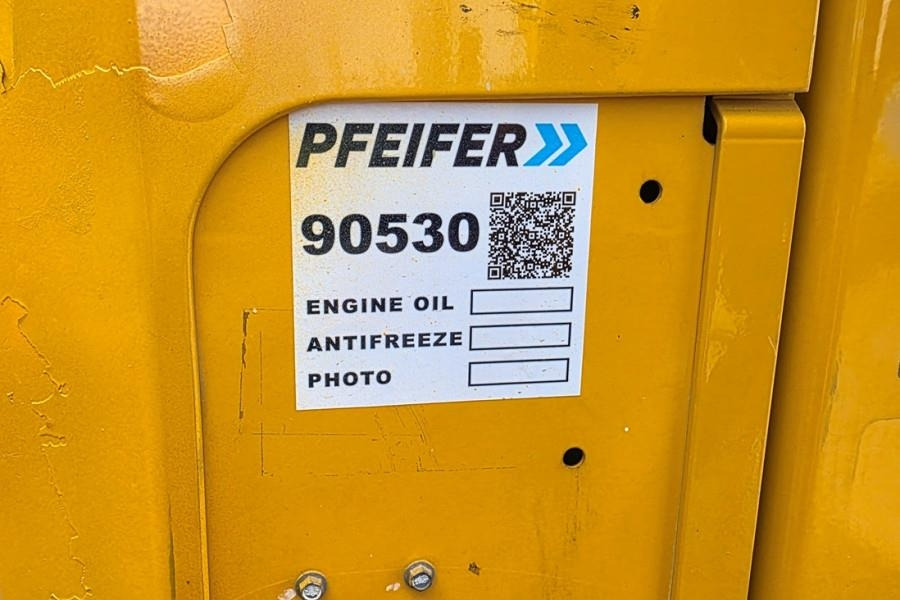 PFEIFER
90530
ENGINE OIL
ANTIFREEZE
PHOTO